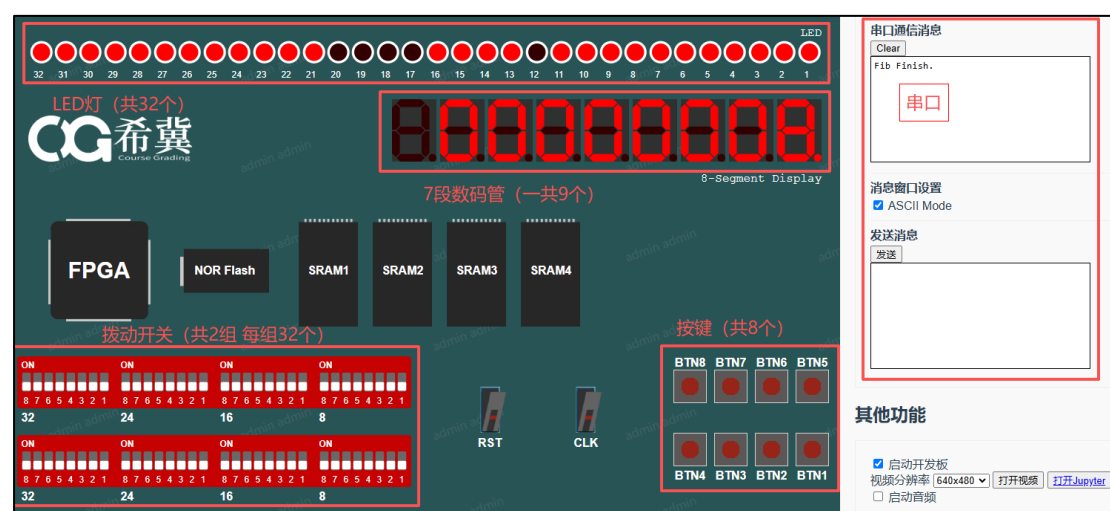 LED
32 31 30 29 28 27 26 25 24 23 22 21 20 19 18 17 16 15 14 13 12 11 10 9 8 7 6 5 4 3 2 1
LED灯（共32个）
CG希冀
Course Grading
8-Segment Display
7段数码管（一共9个）
FPGA
NOR Flash
SRAM1
SRAM2
SRAM3
SRAM4
拨动开关（共2组 每组32个）
ON ON ON ON
8 7 6 5 4 3 2 1 8 7 6 5 4 3 2 1 8 7 6 5 4 3 2 1 8 7 6 5 4 3 2 1
32 24 16 8
ON ON ON ON
8 7 6 5 4 3 2 1 8 7 6 5 4 3 2 1 8 7 6 5 4 3 2 1 8 7 6 5 4 3 2 1
32 24 16 8
RST
CLK
按键（共8个）
BTN8 BTN7 BTN6 BTN5
BTN4 BTN3 BTN2 BTN1
admin admin
串口通信消息
Clear
Fib Finish.
串口
消息窗口设置
ASCII Mode
发送消息
发送
其他功能
启动开发板
视频分辨率 640x480 打开视频 打开Jupyter
启动音频